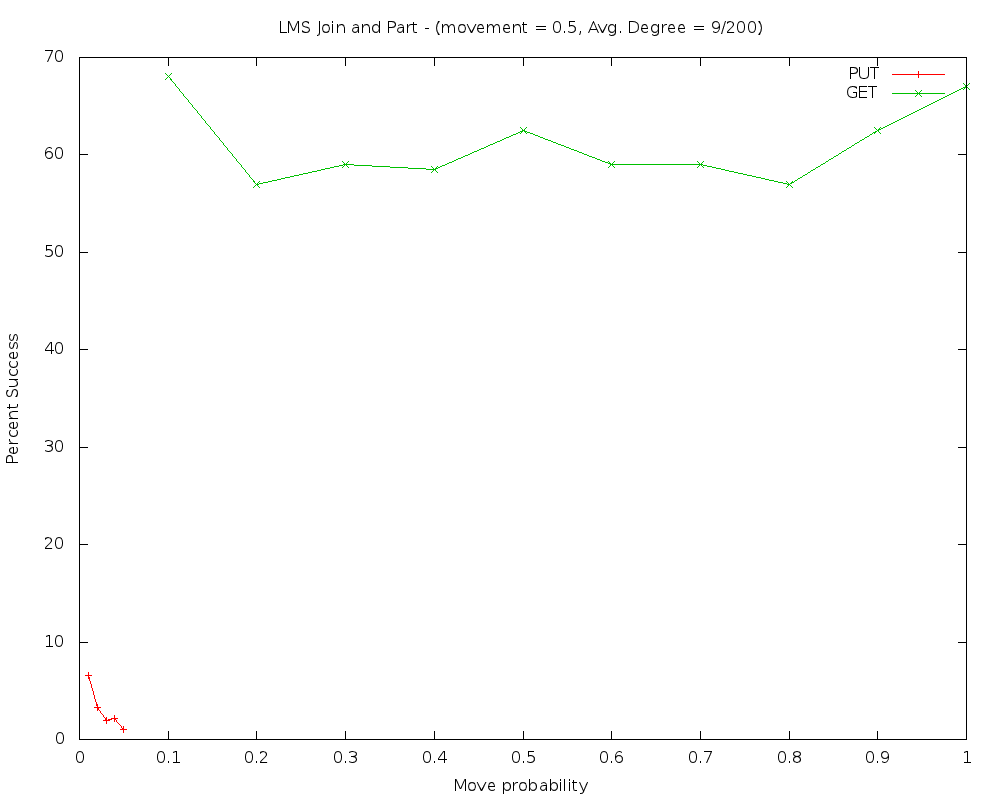 LMS Join and Part - (movement = 0.5, Avg. Degree = 9/200)
70
60
50
40
30
20
10
0
Percent Success
PUT
GET
0 0.1 0.2 0.3 0.4 0.5 0.6 0.7 0.8 0.9 1
Move probability